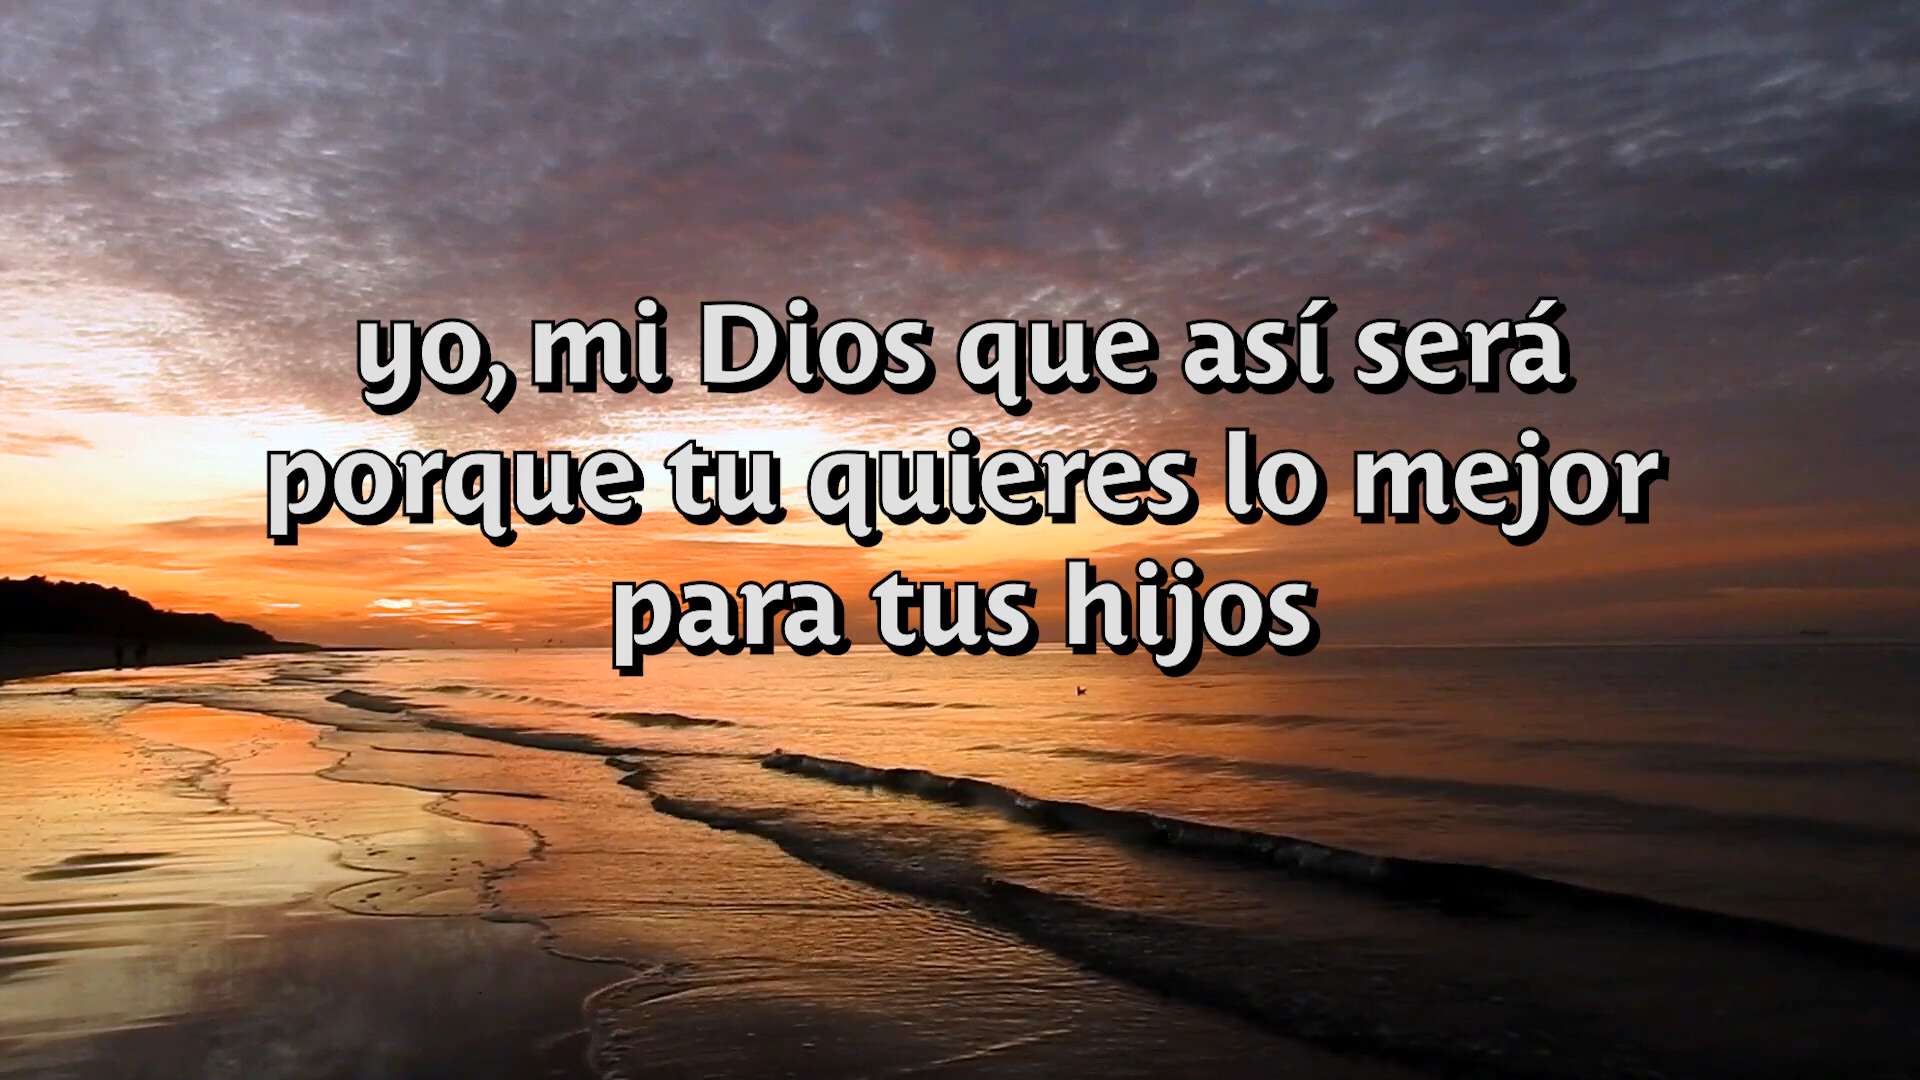 yo, mi Dios que así será
porque tu quieres lo mejor
para tus hijos